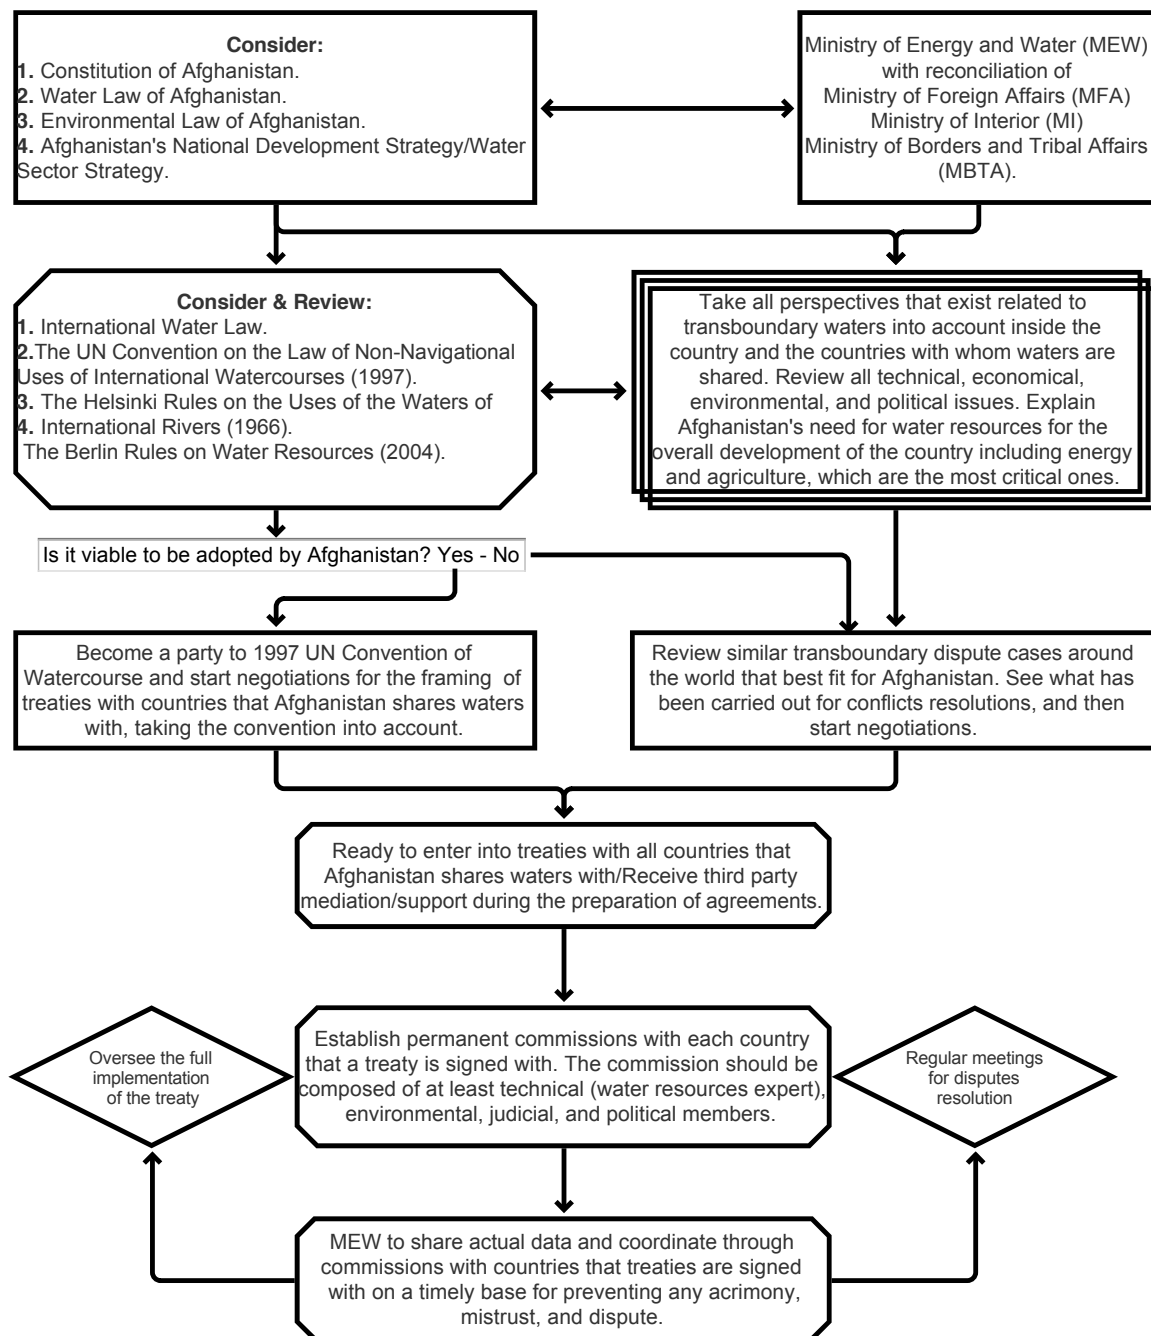 Consider:
1. Constitution of Afghanistan.
2. Water Law of Afghanistan.
3. Environmental Law of Afghanistan.
4. Afghanistan's National Development Strategy/Water
Sector Strategy.
Ministry of Energy and Water (MEW)
with reconciliation of
Ministry of Foreign Affairs (MFA)
Ministry of Interior (MI)
Ministry of Borders and Tribal Affairs
(MBTA).
Consider & Review:
1. International Water Law.
2.The UN Convention on the Law of Non-Navigational
Uses of International Watercourses (1997).
3. The Helsinki Rules on the Uses of the Waters of
4. International Rivers (1966).
The Berlin Rules on Water Resources (2004).
Take all perspectives that exist related to
transboundary waters into account inside the
country and the countries with whom waters are
shared. Review all technical, economical,
environmental, and political issues. Explain
Afghanistan's need for water resources for the
overall development of the country including energy
and agriculture, which are the most critical ones.
Is it viable to be adopted by Afghanistan? Yes - No
Become a party to 1997 UN Convention of
Watercourse and start negotiations for the framing of
treaties with countries that Afghanistan shares waters
with, taking the convention into account.
Review similar transboundary dispute cases around
the world that best fit for Afghanistan. See what has
been carried out for conflicts resolutions, and then
start negotiations.
Ready to enter into treaties with all countries that
Afghanistan shares waters with/Receive third party
mediation/support during the preparation of agreements.
Oversee the full
implementation
of the treaty
Establish permanent commissions with each country
that a treaty is signed with. The commission should be
composed of at least technical (water resources expert),
environmental, judicial, and political members.
Regular meetings
for disputes
resolution
MEW to share actual data and coordinate through
commissions with countries that treaties are signed
with on a timely base for preventing any acrimony,
mistrust, and dispute.